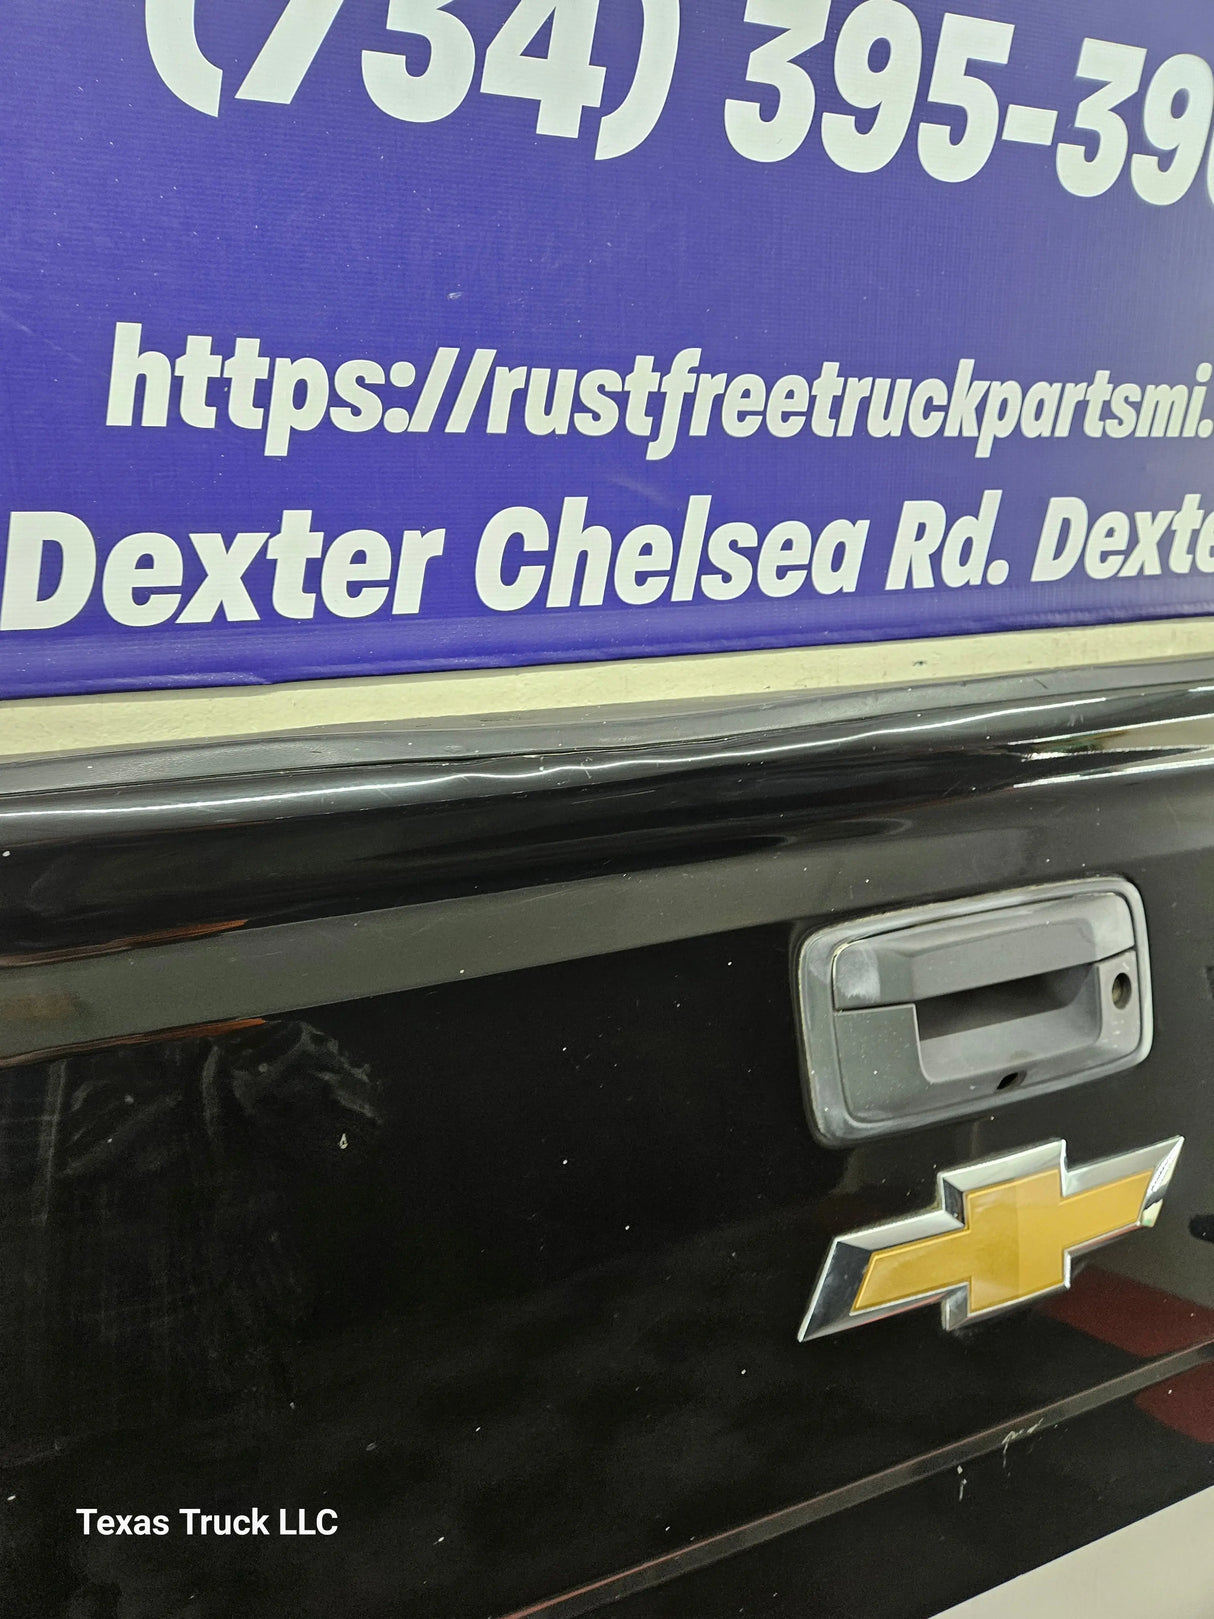 (734) 395-39
https://rustfreetruckpartsmi.
Dexter Chelsea Rd. Dexte
Texas Truck LLC